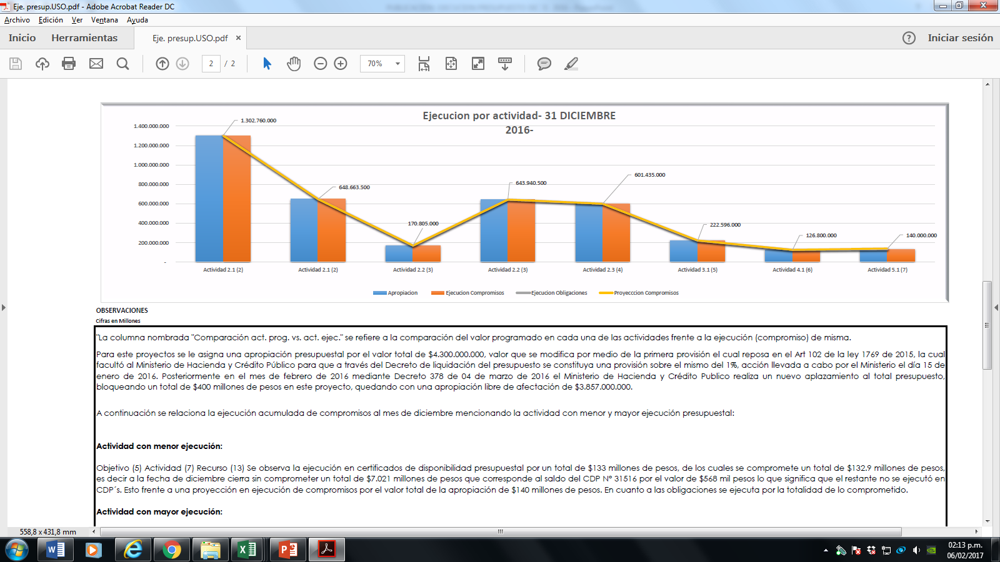 Eje. presup.USO.pdf - Adobe Acrobat Reader DC
Archivo Edición Ver Ventana Ayuda
Inicio Herramientas Eje. presup.USO.pdf × ? Iniciar sesión
2 / 2 70%
Ejecucion por actividad- 31 DICIEMBRE
2016-
1.400.000.000
1.200.000.000
1.000.000.000
800.000.000
600.000.000
400.000.000
200.000.000
-
1.302.760.000
648.663.500
170.805.000
643.940.500
601.435.000
222.596.000
126.800.000
140.000.000
Actividad 2.1 (2) Actividad 2.1 (2) Actividad 2.2 (3) Actividad 2.2 (3) Actividad 2.3 (4) Actividad 3.1 (5) Actividad 4.1 (6) Actividad 5.1 (7)
Apropiacion Ejecucion Compromisos Ejecucion Obligaciones Proyecccion Compromisos
OBSERVACIONES
Cifras en Millones
"La columna nombrada "Comparación act. prog. vs. act. ejec." se refiere a la comparación del valor programado en cada una de las actividades frente a la ejecución (compromiso) de misma.
Para este proyectos se le asigna una apropiación presupuestal por el valor total de $4.300.000.000, valor que se modifica por medio de la primera provisión el cual reposa en el Art 102 de la ley 1769 de 2015, la cual
facultó al Ministerio de Hacienda y Crédito Público para que a través del Decreto de liquidación del presupuesto se constituya una provisión sobre el mismo del 1%, acción llevada a cabo por el Ministerio el día 15 de
enero de 2016. Posteriormente en el mes de febrero de 2016 mediante Decreto 378 de 04 de marzo de 2016 el Ministerio de Hacienda y Crédito Publico realiza un nuevo aplazamiento al total presupuesto,
bloqueando un total de $400 millones de pesos en este proyecto, quedando con una apropiación libre de afectación de $3.857.000.000.
A continuación se relaciona la ejecución acumulada de compromisos al mes de diciembre mencionando la actividad con menor y mayor ejecución presupuestal:
Actividad con menor ejecución:
Objetivo (5) Actividad (7) Recurso (13) Se observa la ejecución en certificados de disponibilidad presupuestal por un total de $133 millones de pesos, de los cuales se compromete un total de $132.9 millones de pesos,
es decir a la fecha de diciembre cierra sin comprometer un total de $7.021 millones de pesos que corresponde al saldo del CDP N° 31516 por el valor de $568 mil pesos lo que significa que el restante no se ejecutó en
CDP´s. Esto frente a una proyección en ejecución de compromisos por el valor total de la apropiación de $140 millones de pesos. En cuanto a las obligaciones se ejecuta por la totalidad de lo comprometido.
Actividad con mayor ejecución:
558,8 x 431,8 mm
02:13 p.m.
06/02/2017